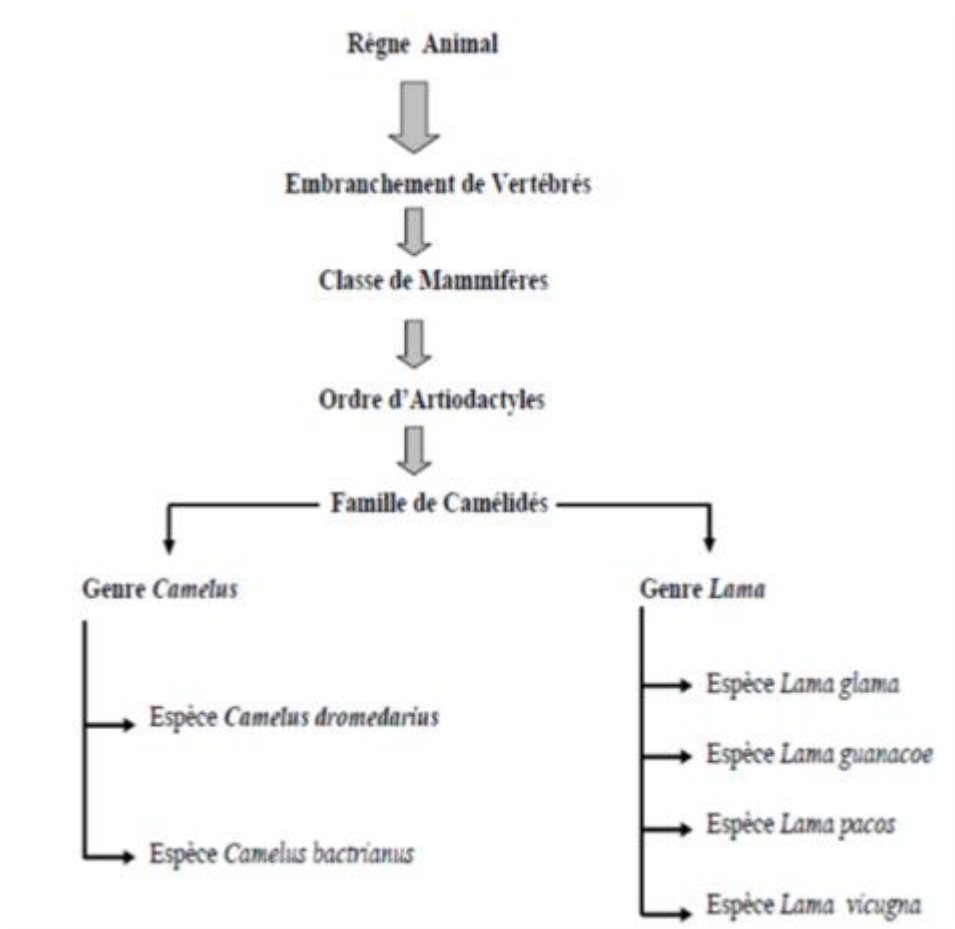 Règne Animal
Embranchement de Vertébrés
Classe de Mammifères
Ordre d'Artiodactyles
Famille de Camélidés
Genre Camelus
Genre Lama
Espèce Camelus dromedarius
Espèce Camelus bactrianus
Espèce Lama glama
Espèce Lama guanacoe
Espèce Lama pacos
Espèce Lama vicugna